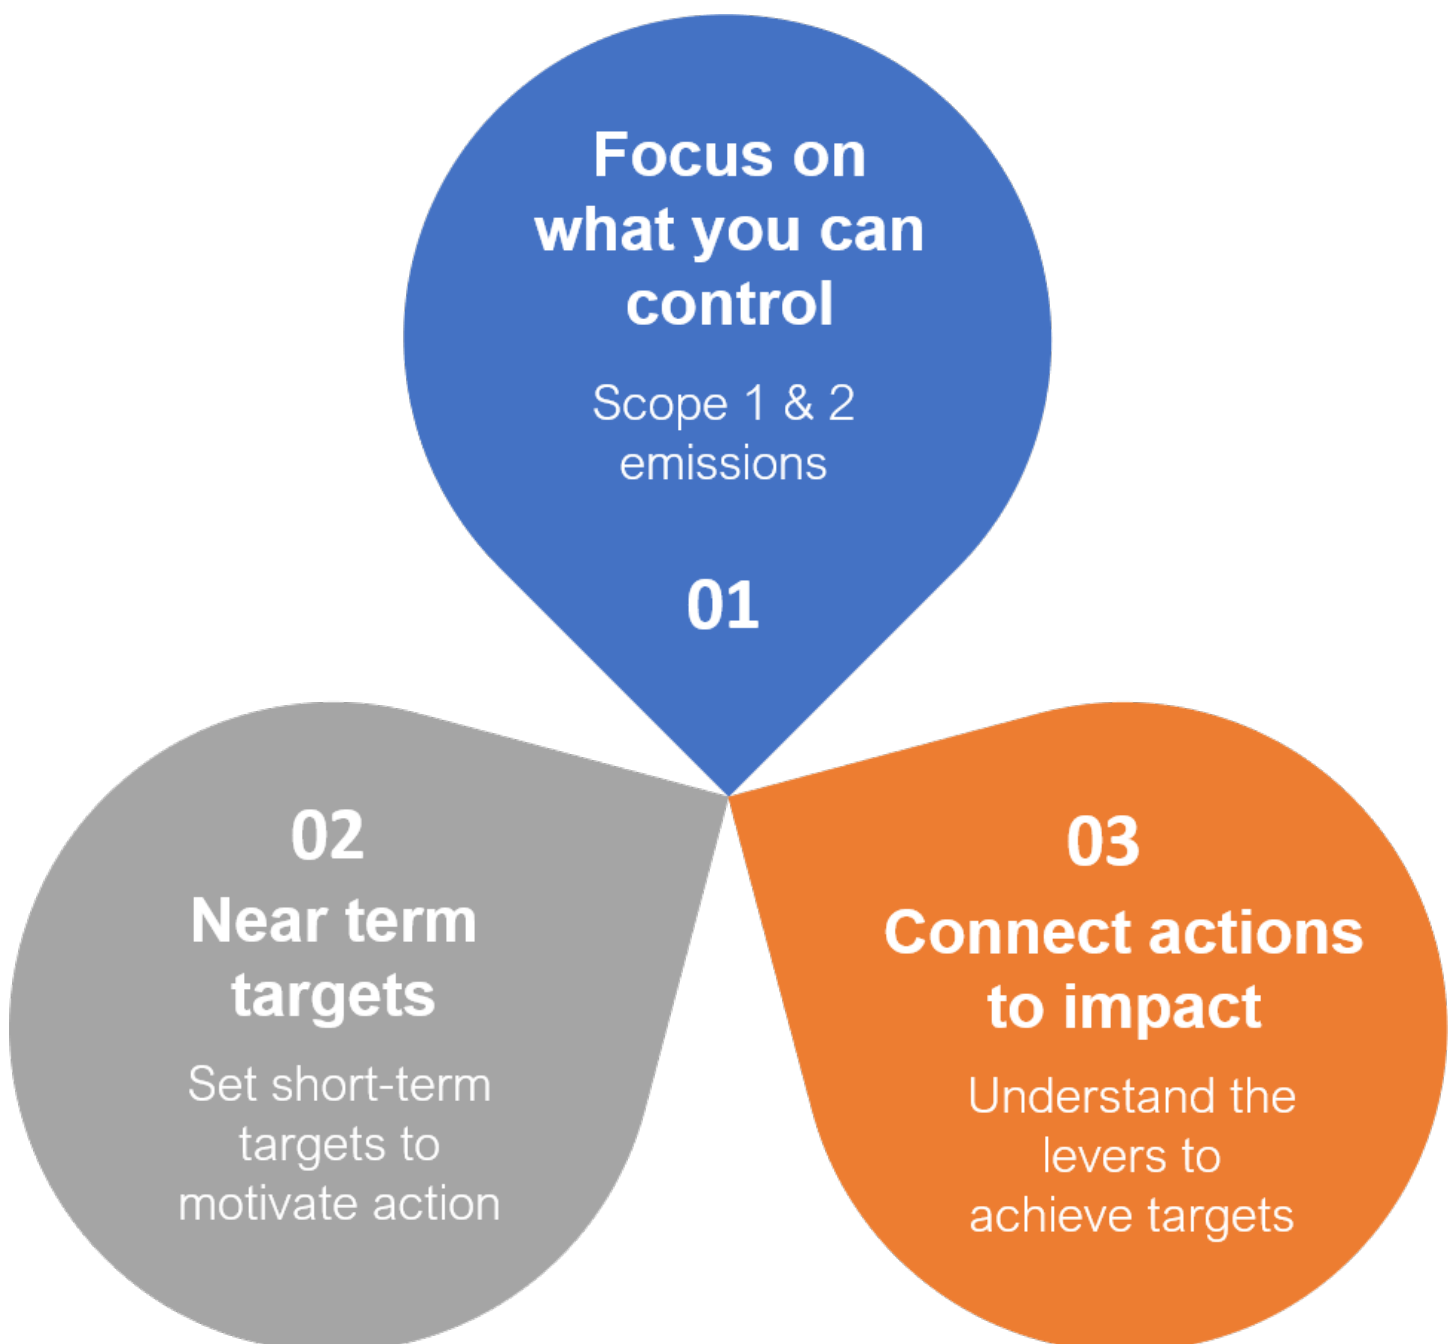 Focus on
what you can
control
Scope 1 & 2
emissions
01
02
Near term
targets
Set short-term
targets to
motivate action
03
Connect actions
to impact
Understand the
levers to
achieve targets